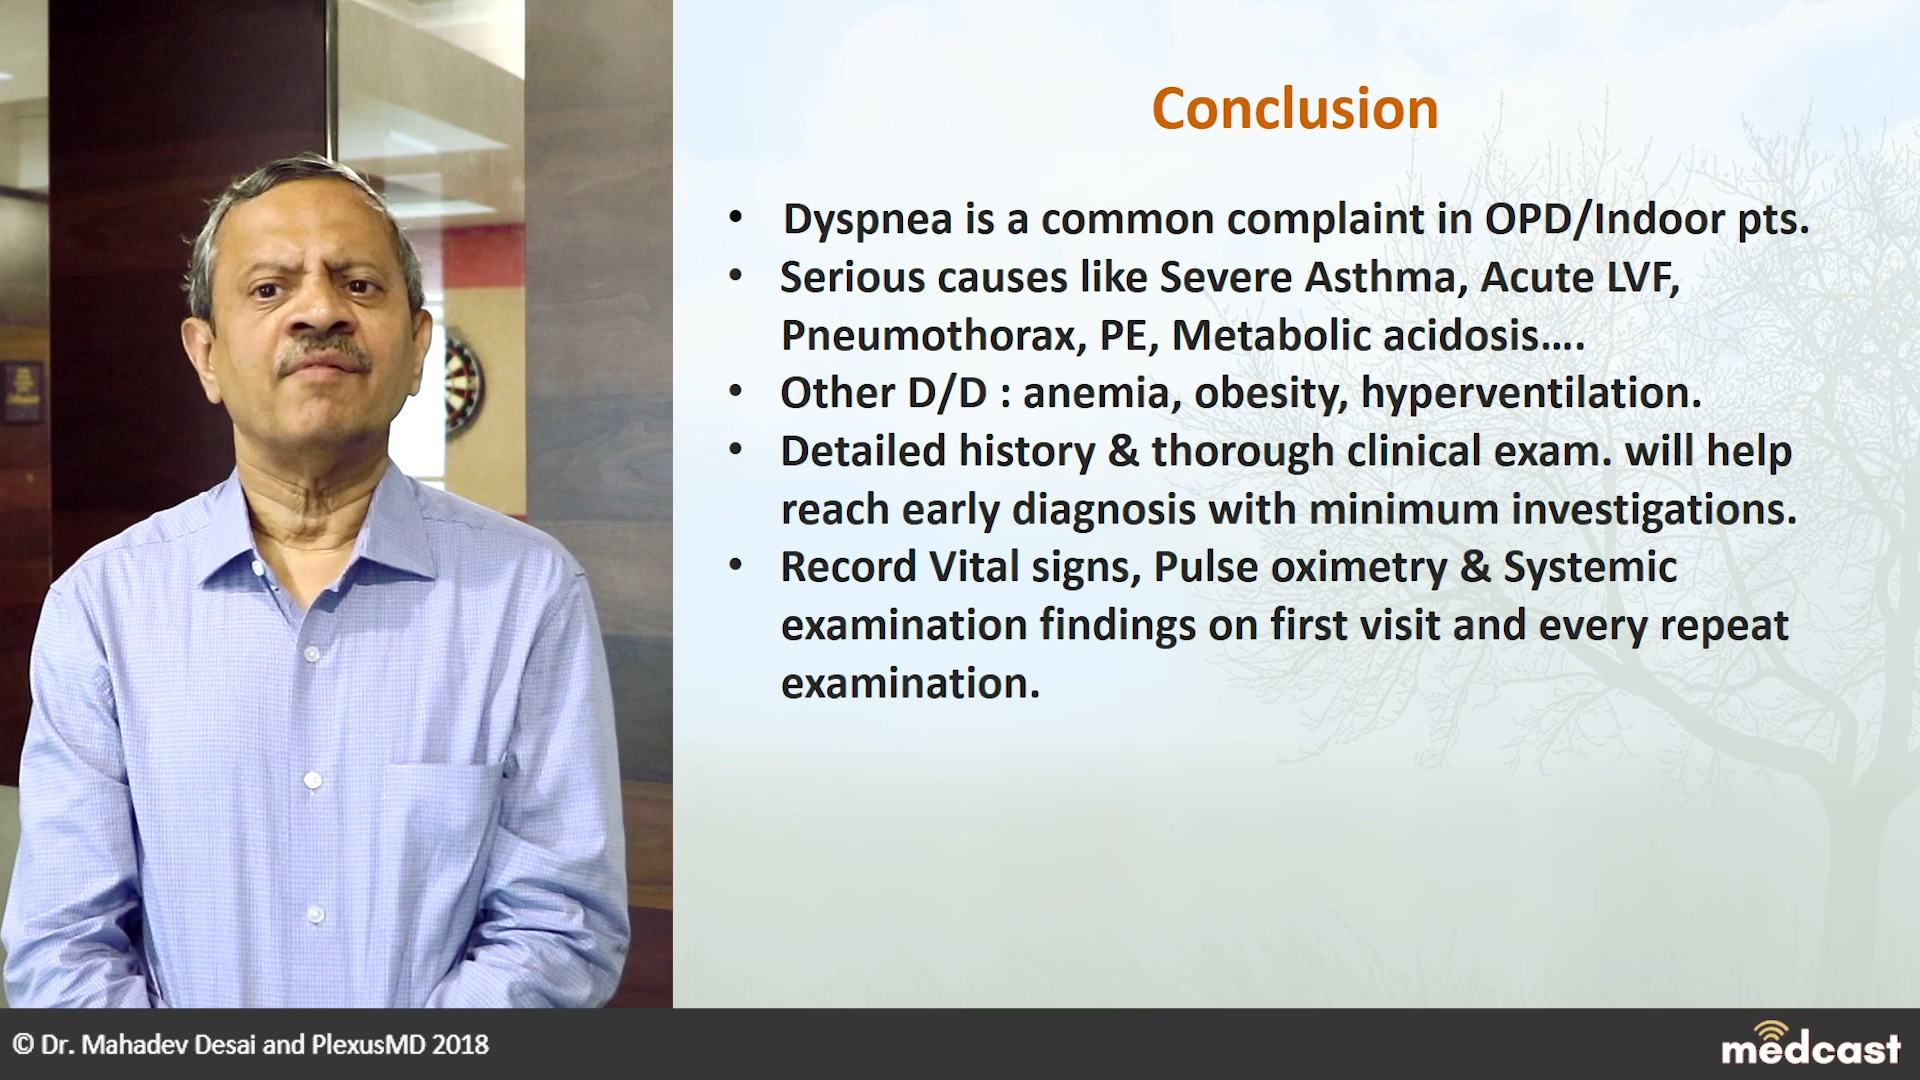 Conclusion
• Dyspnea is a common complaint in OPD/Indoor pts.
• Serious causes like Severe Asthma, Acute LVF,
Pneumothorax, PE, Metabolic acidosis....
• Other D/D : anemia, obesity, hyperventilation.
• Detailed history & thorough clinical exam. will help
reach early diagnosis with minimum investigations.
• Record Vital signs, Pulse oximetry & Systemic
examination findings on first visit and every repeat
examination.
© Dr. Mahadev Desai and PlexusMD 2018
medcast